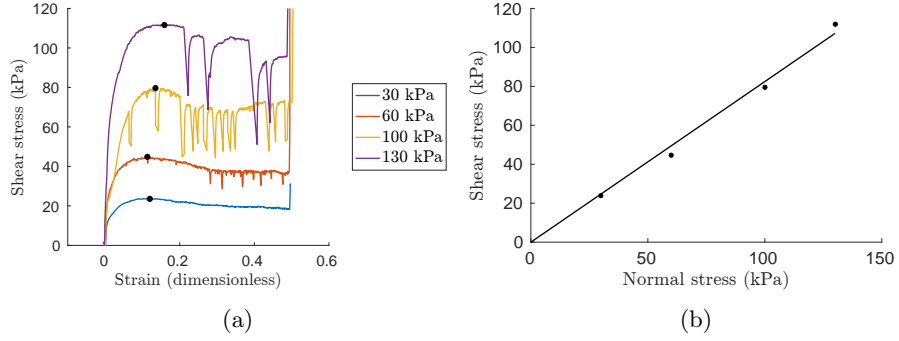 120
100
80
60
40
20
0
Shear stress (kPa)
0
0.2
0.4
0.6
Strain (dimensionless)
30 kPa
60 kPa
100 kPa
130 kPa
(a)
120
100
80
60
40
20
0
Shear stress (kPa)
0
50
100
150
Normal stress (kPa)
(b)